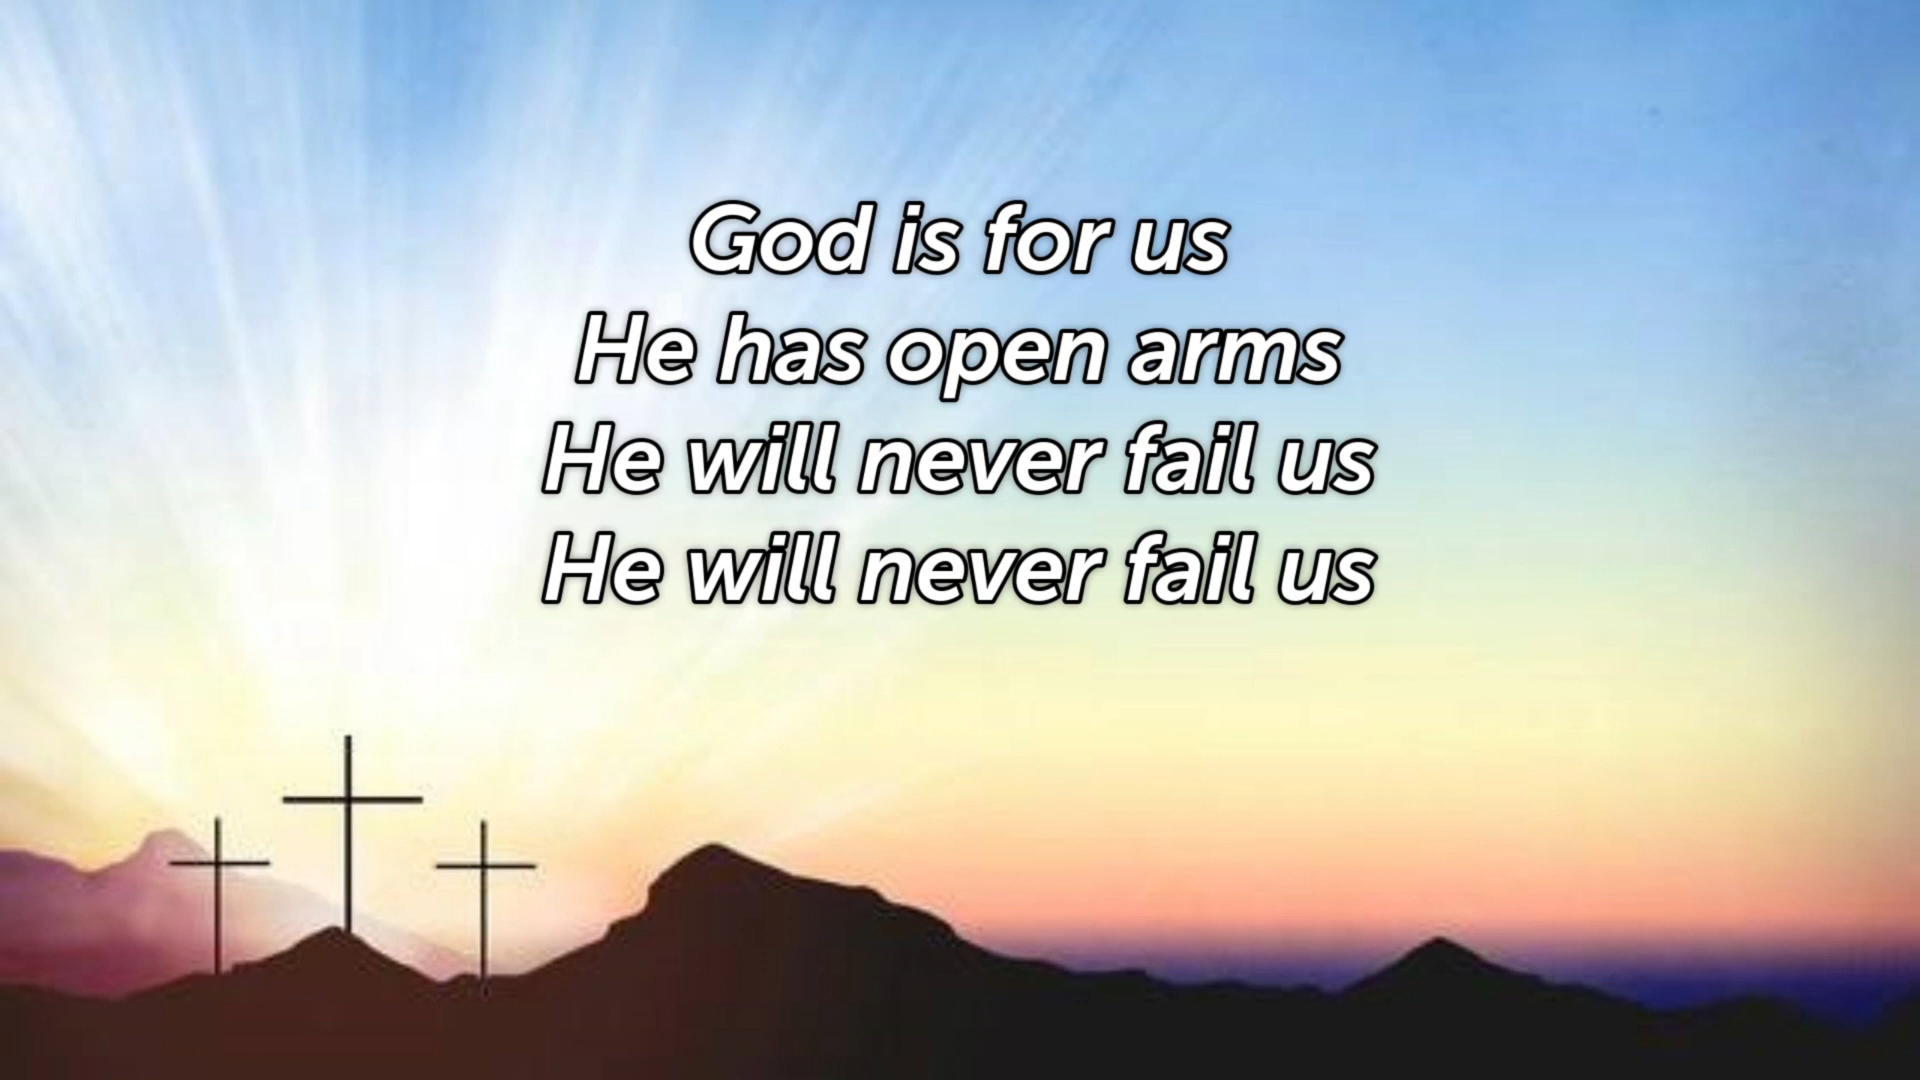 God is for us
He has open arms
He will never fail us
He will never fail us